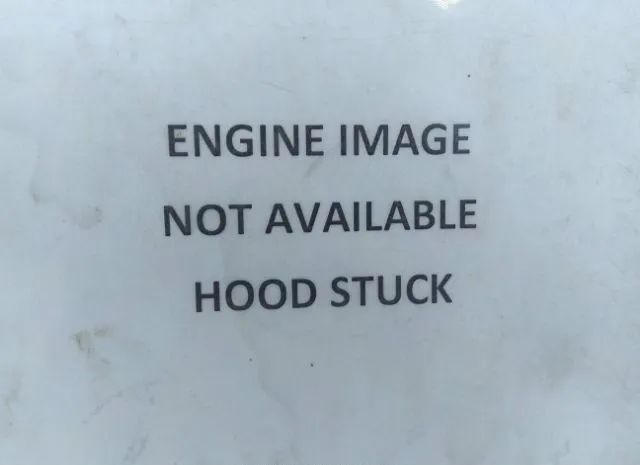 ENGINE IMAGE
NOT AVAILABLE
HOOD STUCK